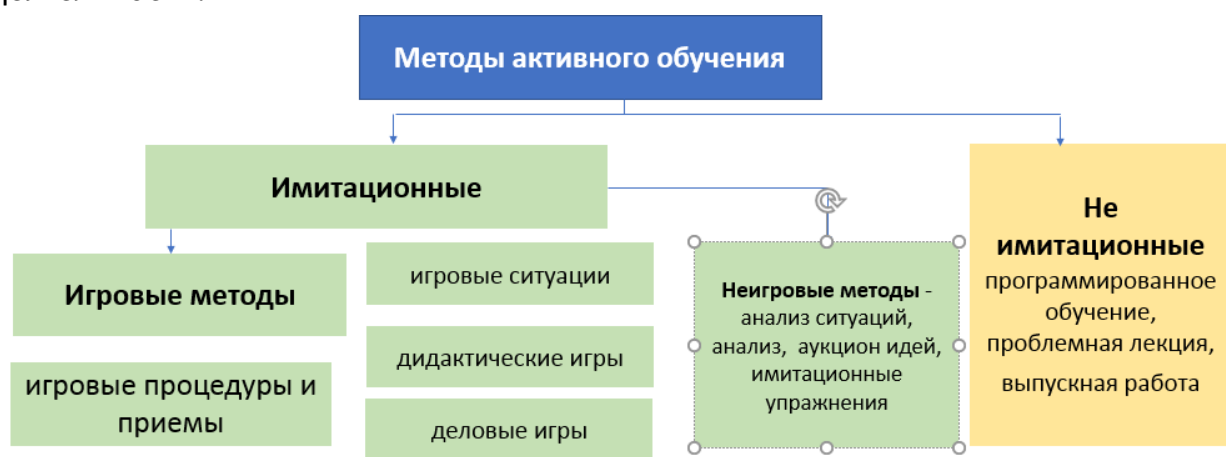 Методы активного обучения
Имитационные
Не
имитационные
программированное
обучение,
проблемная лекция,
выпускная работа
Игровые методы
игровые процедуры и
приемы
игровые ситуации
дидактические игры
деловые игры
Неигровые методы -
анализ ситуаций,
анализ, аукцион идей,
имитационные
упражнения